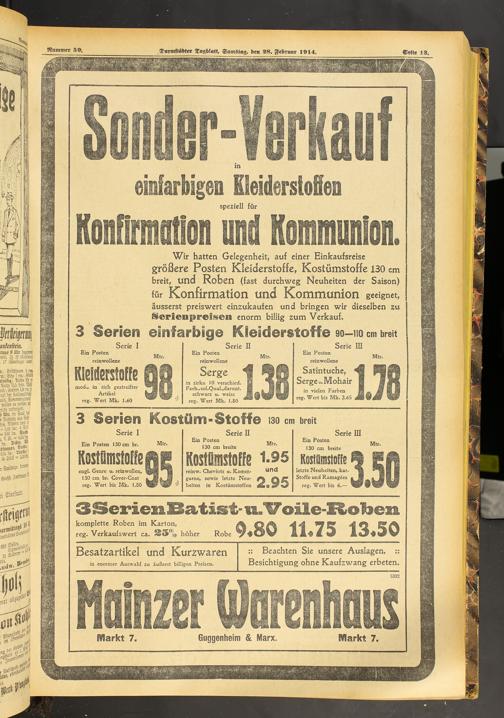 Nummer 50. Darmstädter Tagblatt, Samstag, den 28. Februar 1914. Seite 13.
Sonder-Verkauf
in
einfarbigen Kleiderstoffen
speziell für
Konfirmation und Kommunion.
Wir hatten Gelegenheit, auf einer Einkaufsreise
größere Posten Kleiderstoffe, Kostümstoffe 130 cm
breit, und Roben (fast durchweg Neuheiten der Saison)
für Konfirmation und Kommunion geeignet,
äusserst preiswert einzukaufen und bringen wir dieselben zu
Serienpreisen enorm billig zum Verkauf.
3 Serien einfarbige Kleiderstoffe 90—110 cm breit
Serie I
Ein Posten
reinwollene
Mtr.
Kleiderstoffe
mod., in sich gestreifter
Artikel
reg. Wert Mk. 1.60
98
Serie II
Ein Posten
reinwollene
Mtr.
Serge
in zirka 10 verschied.
schwarz u. weiss
reg. Wert Mk. 1.80
1.38
Serie III
Ein Posten
reinwollene
Mtr.
Satintuche,
Serge u. Mohair
in vielen Farben
reg. Wert bis Mk. 2.65
1.78
3 Serien Kostüm-Stoffe 130 cm breit
Serie I
Ein Posten 130 cm br.
Mtr.
Kostümstoffe
engl. Genre u. reinwollen,
130 cm br. Cover-Coat
reg. Wert bis Mk. 1.80
95
Serie II
Ein Posten
130 cm breite
Mtr.
Kostümstoffe
reinw. Cheviots u. Kamm-
garne, sowie letzte Neu-
heiten in Kostümstoffen
1.95
und
2.95
Serie III
Ein Posten
130 cm breite
Mtr.
Kostümstoffe
letzte Neuheiten, kar.
Stoffe und Ramagées
reg. Wert bis 6.—
3.50
3 Serien Batist- u. Voile-Roben
komplette Roben im Karton,
reg. Verkaufswert ca. 25% höher Robe 9.80 11.75 13.50
Besatzartikel und Kurzwaren
in enormer Auswahl zu äußerst billigen Preisen.
:: Beachten Sie unsere Auslagen. ::
Besichtigung ohne Kaufzwang erbeten.
Mainzer Warenhaus
Markt 7. Guggenheim & Marx. Markt 7.